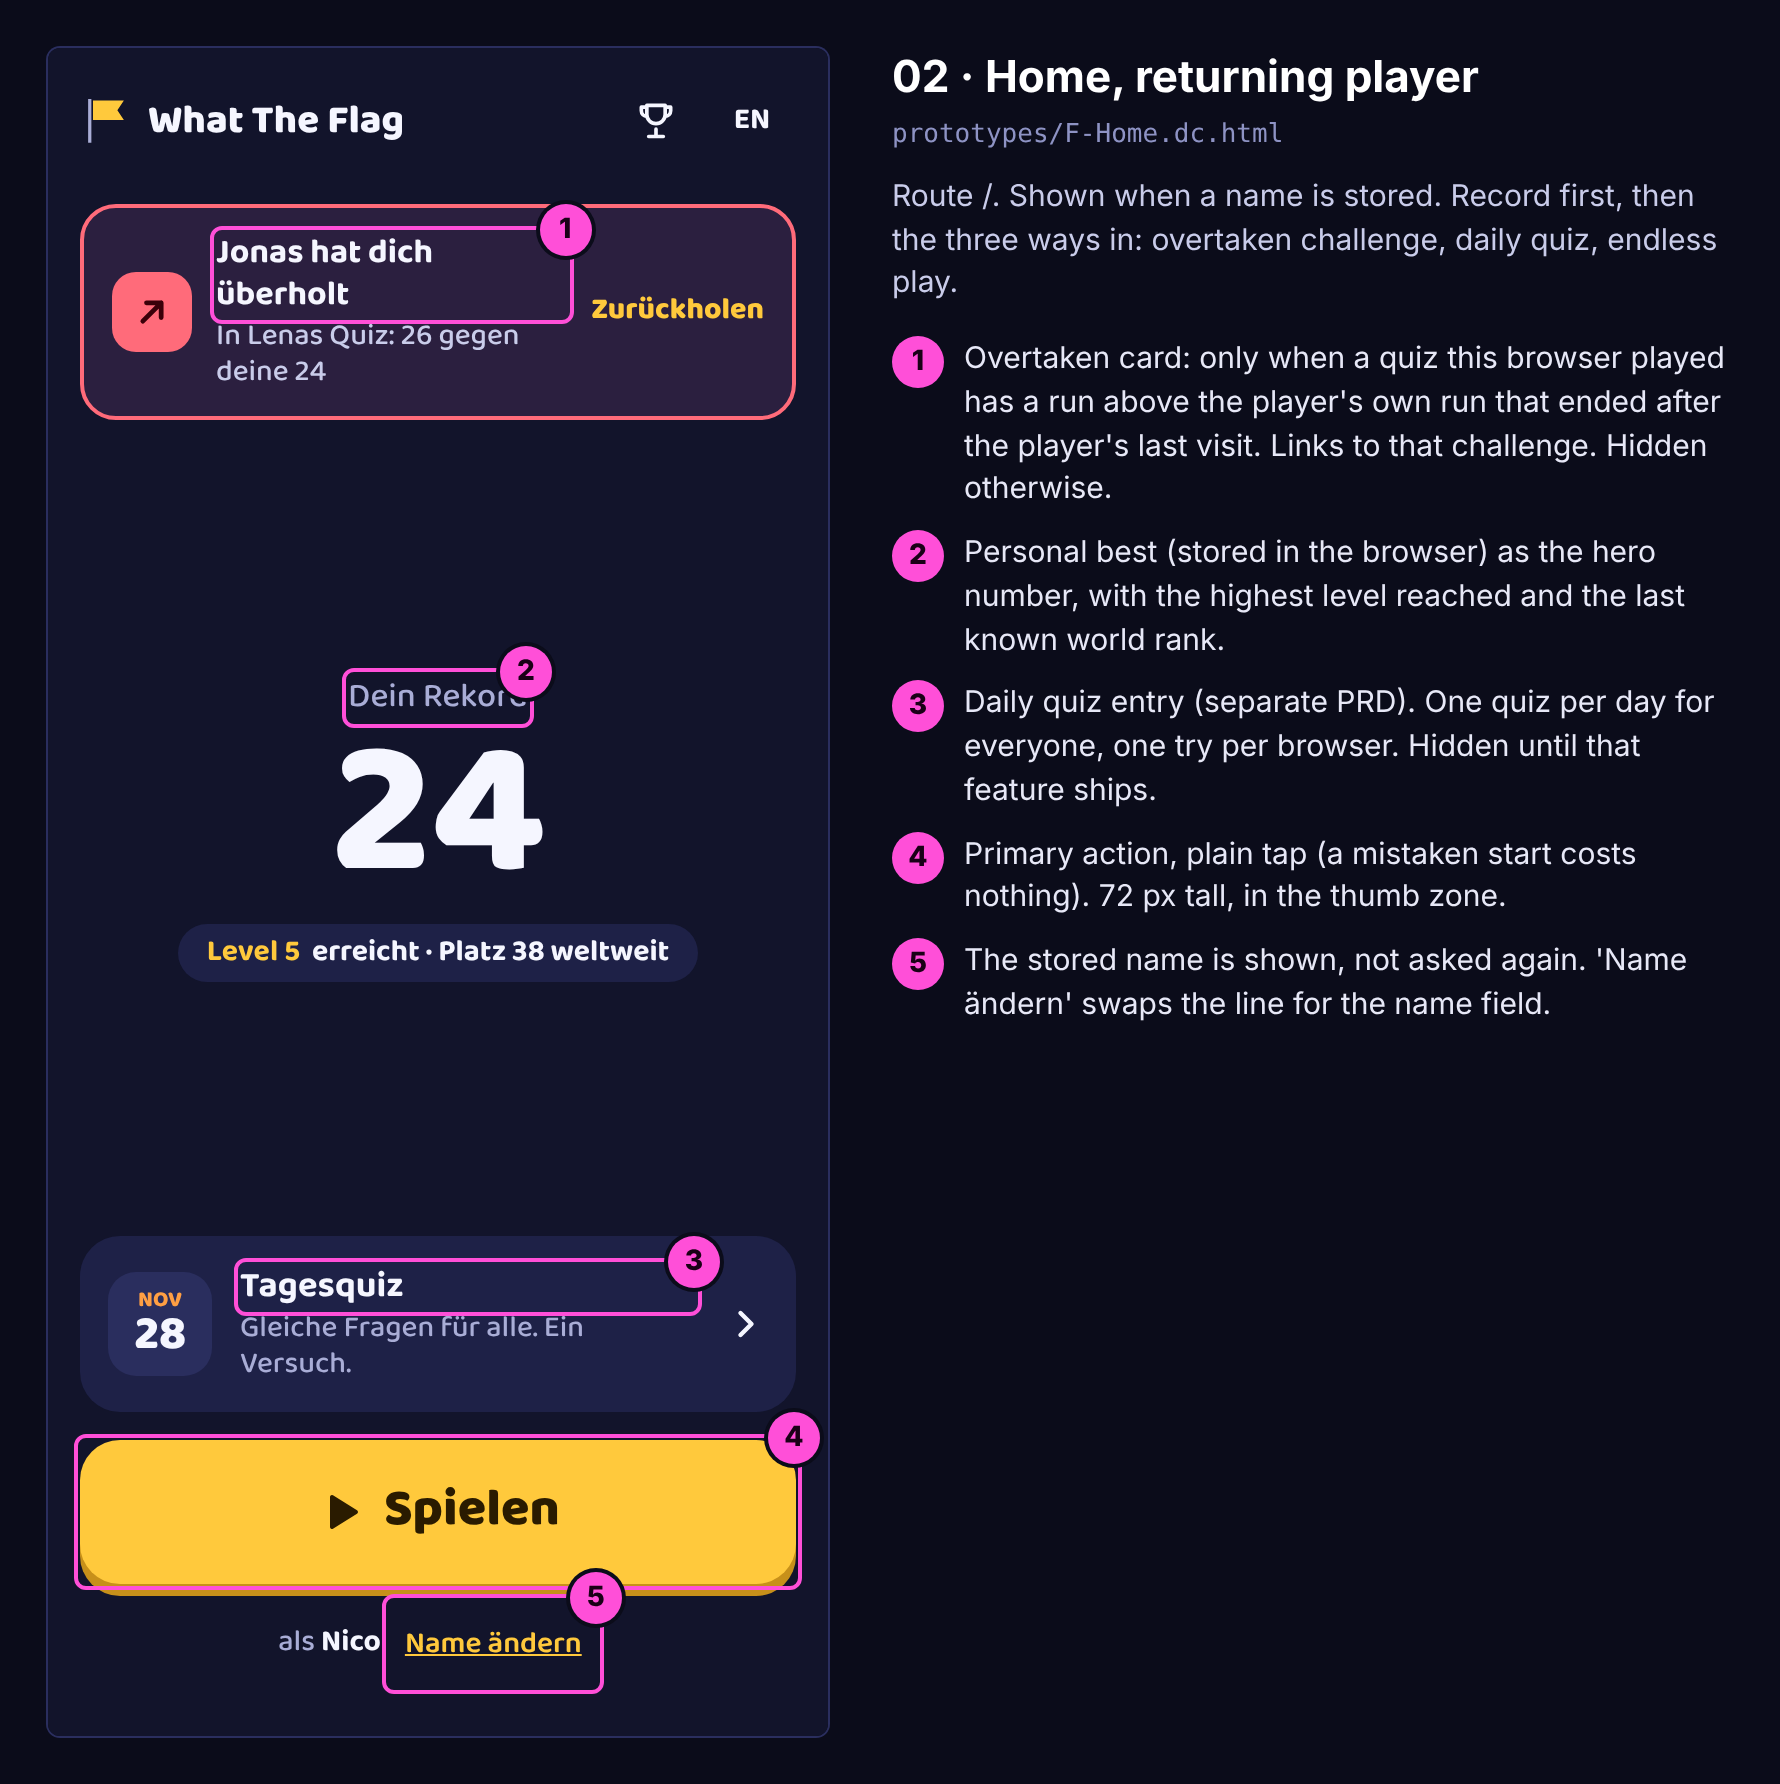 What The Flag
EN
1
Jonas hat dich
überholt
Zurückholen
In Lenas Quiz: 26 gegen
deine 24
2
Dein Rekord
24
Level 5 erreicht · Platz 38 weltweit
3
NOV
28
Tagesquiz
Gleiche Fragen für alle. Ein
Versuch.
4
Spielen
5
als Nico Name ändern
02 · Home, returning player
prototypes/F-Home.dc.html
Route /. Shown when a name is stored. Record first, then
the three ways in: overtaken challenge, daily quiz, endless
play.
1 Overtaken card: only when a quiz this browser played
has a run above the player's own run that ended after
the player's last visit. Links to that challenge. Hidden
otherwise.
2 Personal best (stored in the browser) as the hero
number, with the highest level reached and the last
known world rank.
3 Daily quiz entry (separate PRD). One quiz per day for
everyone, one try per browser. Hidden until that
feature ships.
4 Primary action, plain tap (a mistaken start costs
nothing). 72 px tall, in the thumb zone.
5 The stored name is shown, not asked again. 'Name
ändern' swaps the line for the name field.